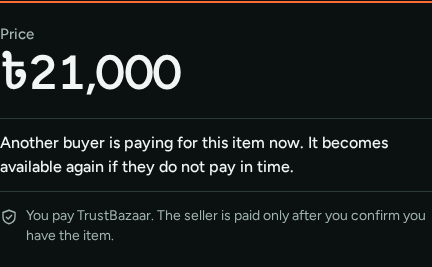 Price
৳21,000
Another buyer is paying for this item now. It becomes
available again if they do not pay in time.
You pay TrustBazaar. The seller is paid only after you confirm you
have the item.